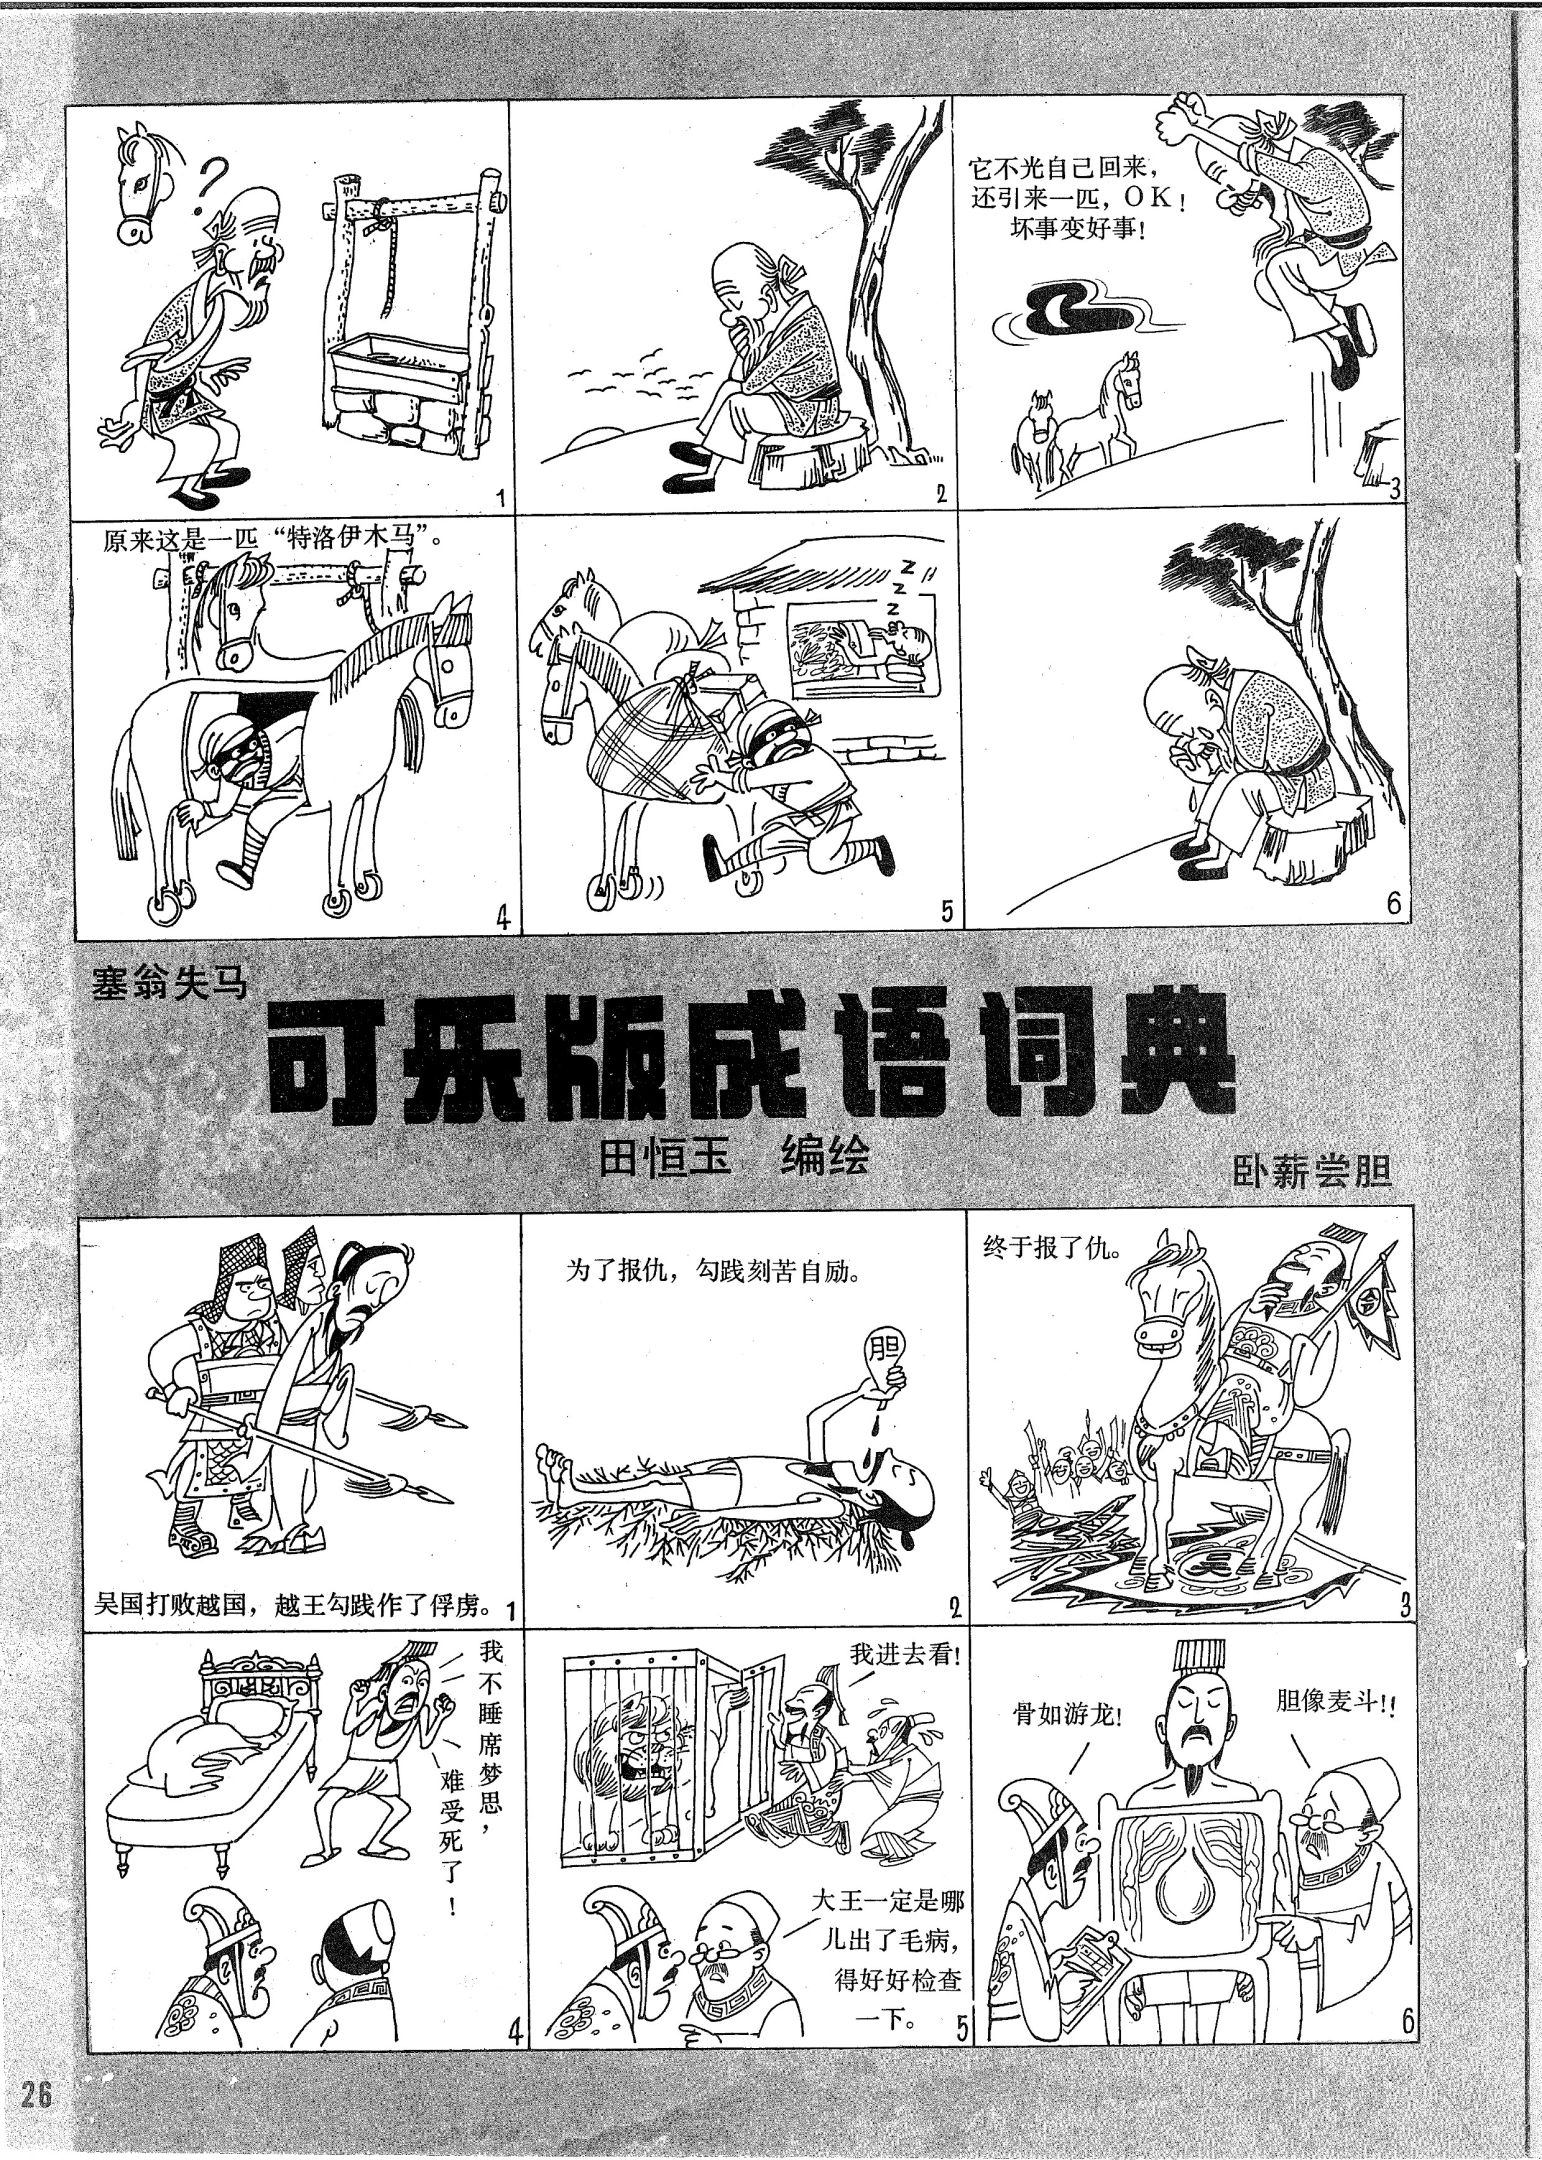 ?
1
2
它不光自己回来，
还引来一匹，OK！
坏事变好事！
3
原来这是一匹“特洛伊木马”。
4
z
z
z
5
6
塞翁失马
可乐版成语词典
田恒玉 编绘
卧薪尝胆
吴国打败越国，越王勾践作了俘虏。
1
为了报仇，勾践刻苦自励。
胆
2
终于报了仇。
令
吴
3
我不睡席梦思，
难受死了！
4
我进去看！
大王一定是哪
儿出了毛病，
得好好检查
一下。
5
骨如游龙！
胆像麦斗！！
6
26